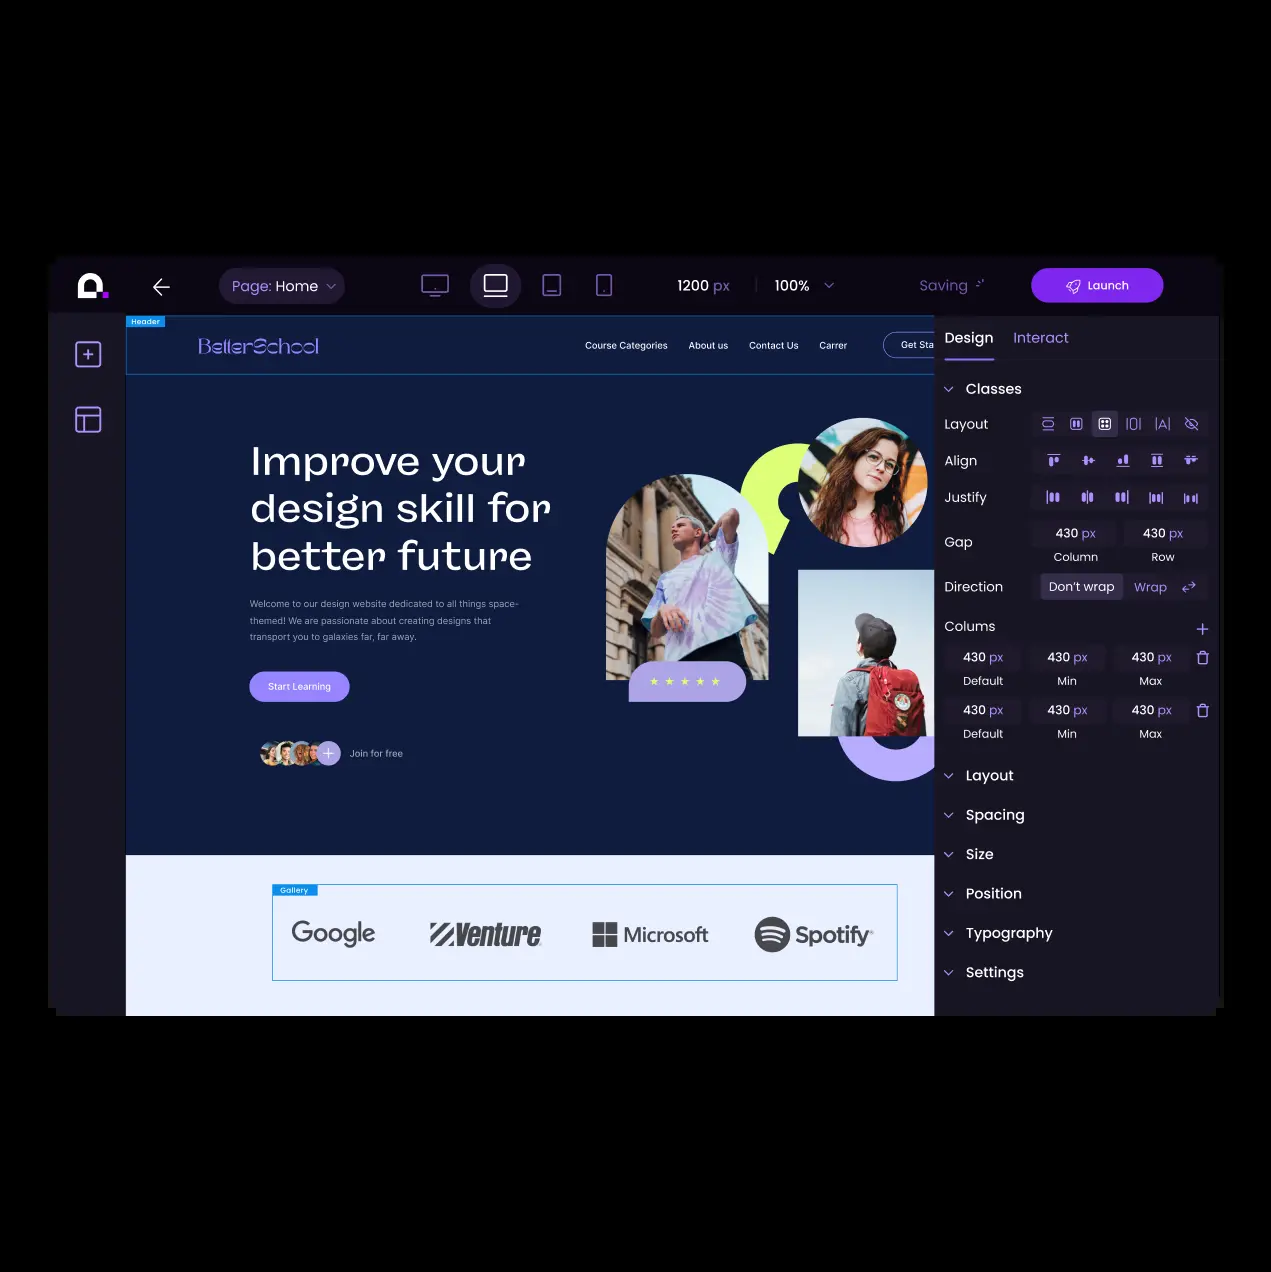 Page: Home
1200 px
100%
Saving
Launch
Header
BetterSchool
Course Categories
About us
Contact Us
Carrer
Get Sta
Improve your
design skill for
better future
Welcome to our design website dedicated to all things space-
themed! We are passionate about creating designs that
transport you to galaxies far, far away.
Start Learning
Join for free
Gallery
Google
Venture
Microsoft
Spotify
Design
Interact
Classes
Layout
Align
Justify
Gap
430 px
430 px
Column
Row
Direction
Don't wrap
Wrap
Colums
430 px
430 px
430 px
Default
Min
Max
430 px
430 px
430 px
Default
Min
Max
Layout
Spacing
Size
Position
Typography
Settings